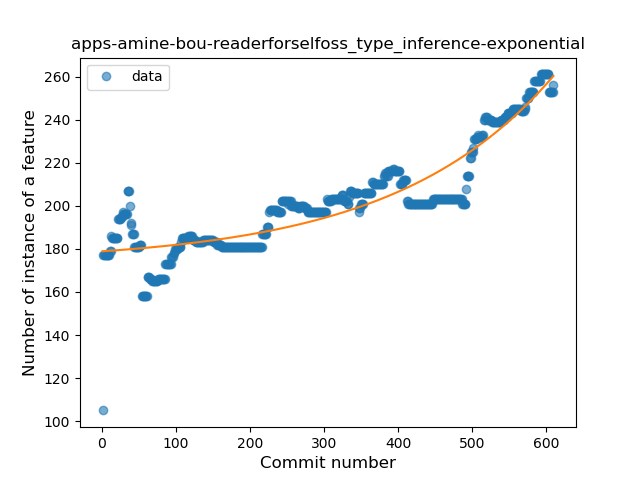 apps-amine-bou-readerforselfoss_type_inference-exponential
data
Number of instance of a feature
260
240
220
200
180
160
140
120
100
0 100 200 300 400 500 600
Commit number